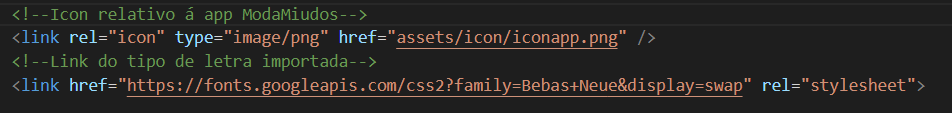 <!--Icon relativo á app ModaMiudos-->
<link rel="icon" type="image/png" href="assets/icon/iconapp.png" />
<!--Link do tipo de letra importada-->
<link href="https://fonts.googleapis.com/css2?family=Bebas+Neue&display=swap" rel="stylesheet">